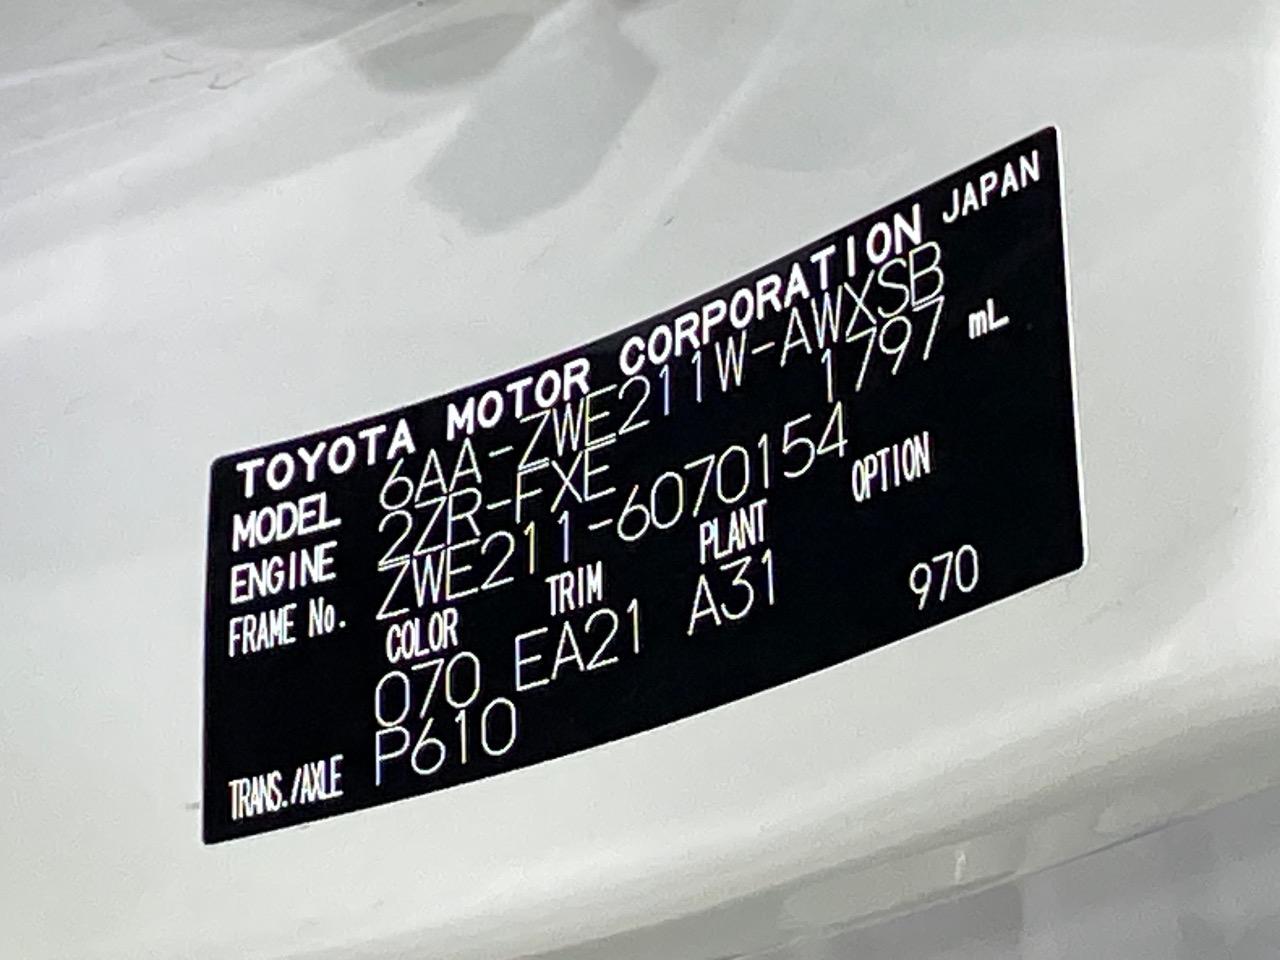 TOYOTA MOTOR CORPORATION JAPAN
MODEL 6AA-ZWE211W-AWXSB
ENGINE 2ZR-FXE 1797 mL
FRAME No. ZWE211-6070154
COLOR TRIM PLANT OPTION
070 EA21 A31 970
TRANS./AXLE P610